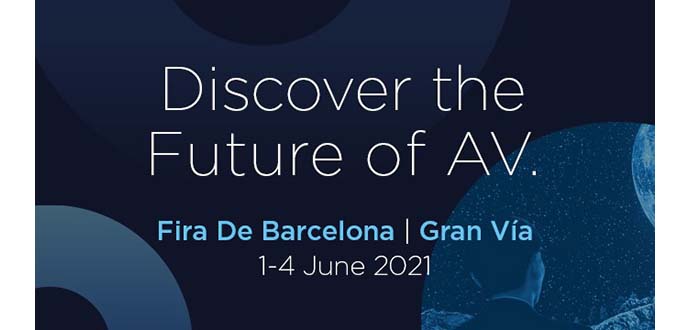 Discover the
Future of AV.
Fira De Barcelona | Gran Vía
1-4 June 2021